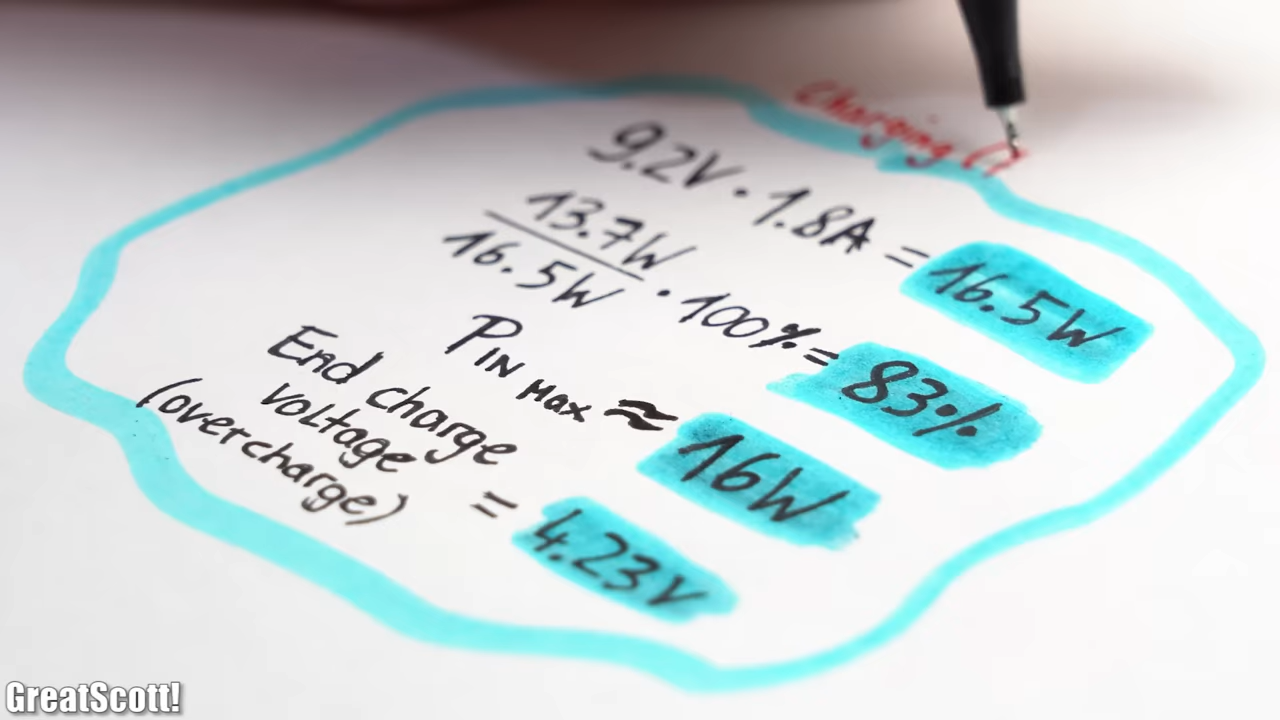 Charging (
9.2V · 1.8A = 16.5W
13.7W
16.5W · 100% = 83%
PIN MAX ≈ 16W
End charge
voltage
(overcharge) = 4.23V
GreatScott!